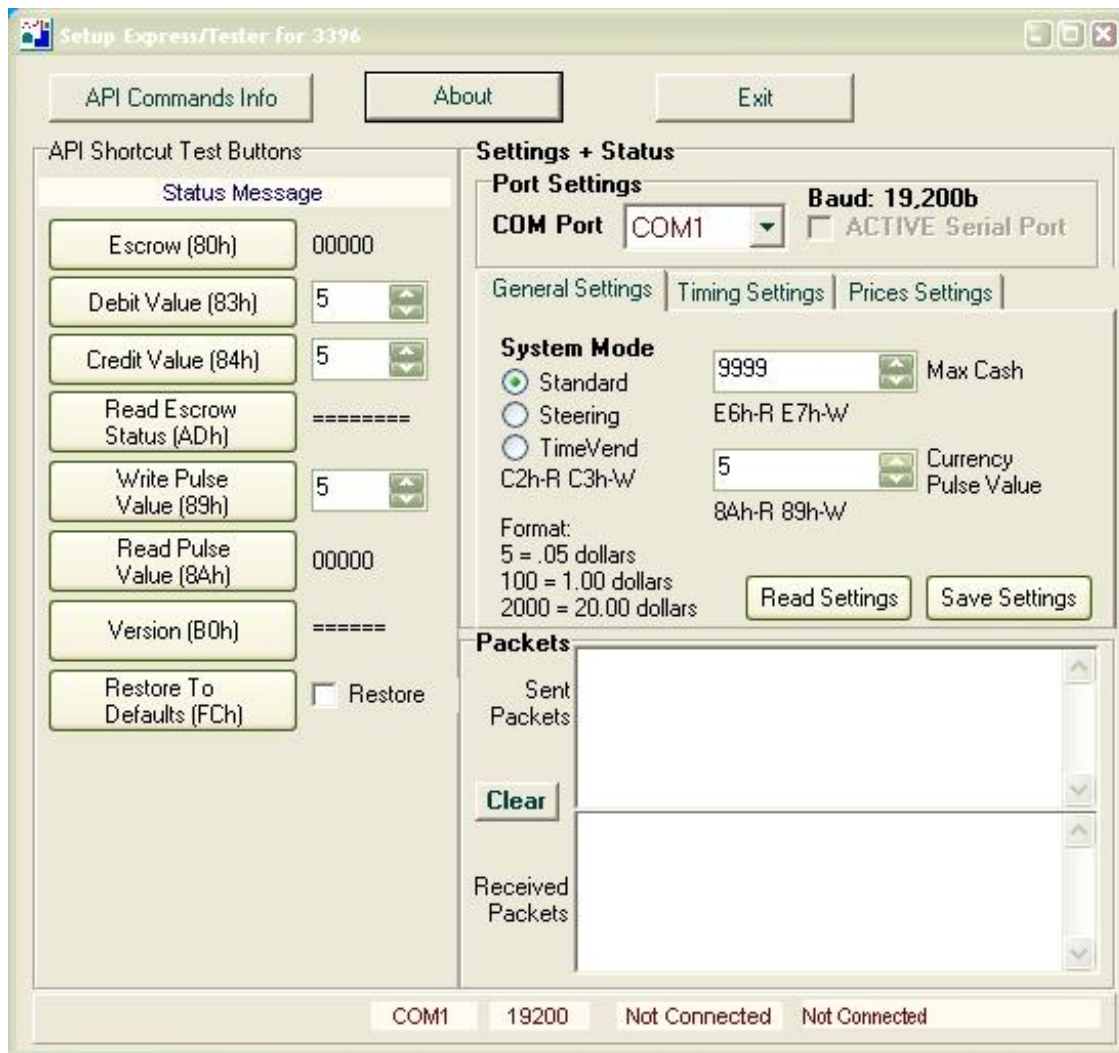 Setup Express/Tester for 3396
API Commands Info
About
Exit
API Shortcut Test Buttons
Status Message
Escrow (80h)
00000
Debit Value (83h)
5
Credit Value (84h)
5
Read Escrow
Status (ADh)
========
Write Pulse
Value (89h)
5
Read Pulse
Value (8Ah)
00000
Version (B0h)
======
Restore To
Defaults (FCh)
Restore
Settings + Status
Port Settings
COM Port
COM1
Baud: 19,200b
ACTIVE Serial Port
General Settings
Timing Settings
Prices Settings
System Mode
Standard
Steering
TimeVend
C2h-R C3h-W
9999
Max Cash
E6h-R E7h-W
5
Currency
Pulse Value
8Ah-R 89h-W
Format:
5 = .05 dollars
100 = 1.00 dollars
2000 = 20.00 dollars
Read Settings
Save Settings
Packets
Sent
Packets
Clear
Received
Packets
COM1
19200
Not Connected
Not Connected